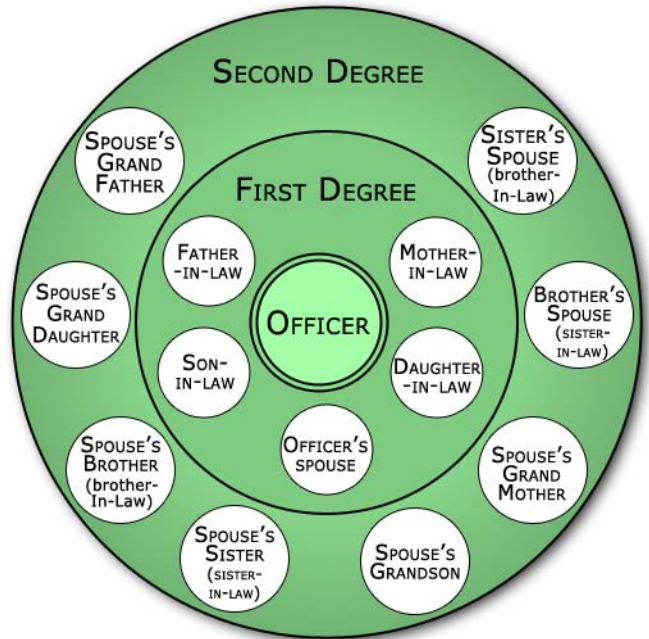 SECOND DEGREE
SPOUSE'S
GRAND
FATHER
SISTER'S
SPOUSE
(brother-
In-Law)
FIRST DEGREE
FATHER
-IN-LAW
MOTHER-
IN-LAW
SPOUSE'S
GRAND
DAUGHTER
OFFICER
BROTHER'S
SPOUSE
(SISTER-
IN-LAW)
SON-
IN-LAW
DAUGHTER
-IN-LAW
SPOUSE'S
BROTHER
(brother-
In-Law)
OFFICER'S
SPOUSE
SPOUSE'S
GRAND
MOTHER
SPOUSE'S
SISTER
(SISTER-
IN-LAW)
SPOUSE'S
GRANDSON